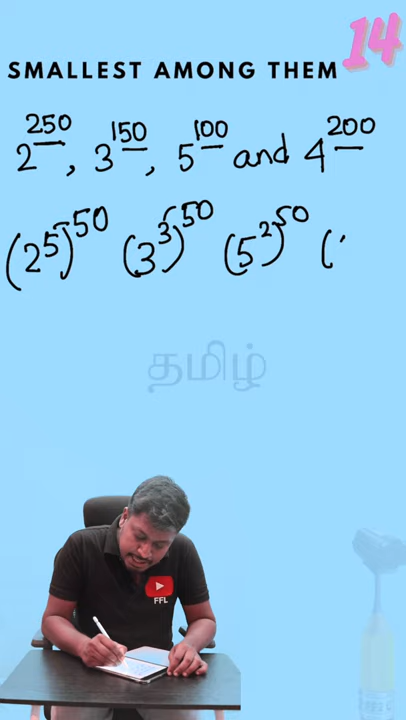 14
SMALLEST AMONG THEM
2^250, 3^150, 5^100 and 4^200
(2^5)^50 (3^3)^50 (5^2)^50 (
தமிழ்
FFL